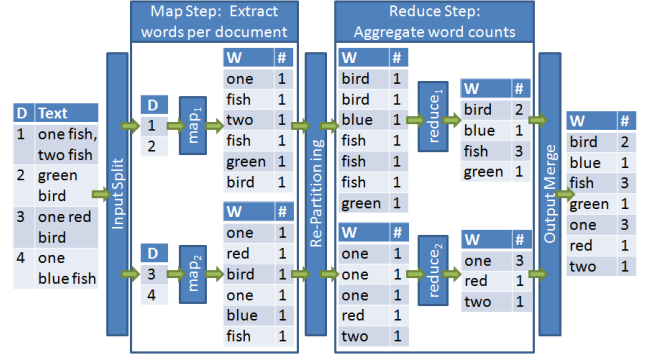 Map Step: Extract
words per document
Reduce Step:
Aggregate word counts
D Text
1 one fish,
two fish
2 green
bird
3 one red
bird
4 one
blue fish
Input Split
D
1
2
map1
W #
one 1
fish 1
two 1
fish 1
green 1
bird 1
D
3
4
map2
W #
one 1
red 1
bird 1
one 1
blue 1
fish 1
Re-Partition ing
W #
bird 1
bird 1
blue 1
fish 1
fish 1
fish 1
green 1
reduce1
W #
bird 2
blue 1
fish 3
green 1
W #
one 1
one 1
one 1
red 1
two 1
reduce2
W #
one 3
red 1
two 1
Output Merge
W #
bird 2
blue 1
fish 3
green 1
one 3
red 1
two 1